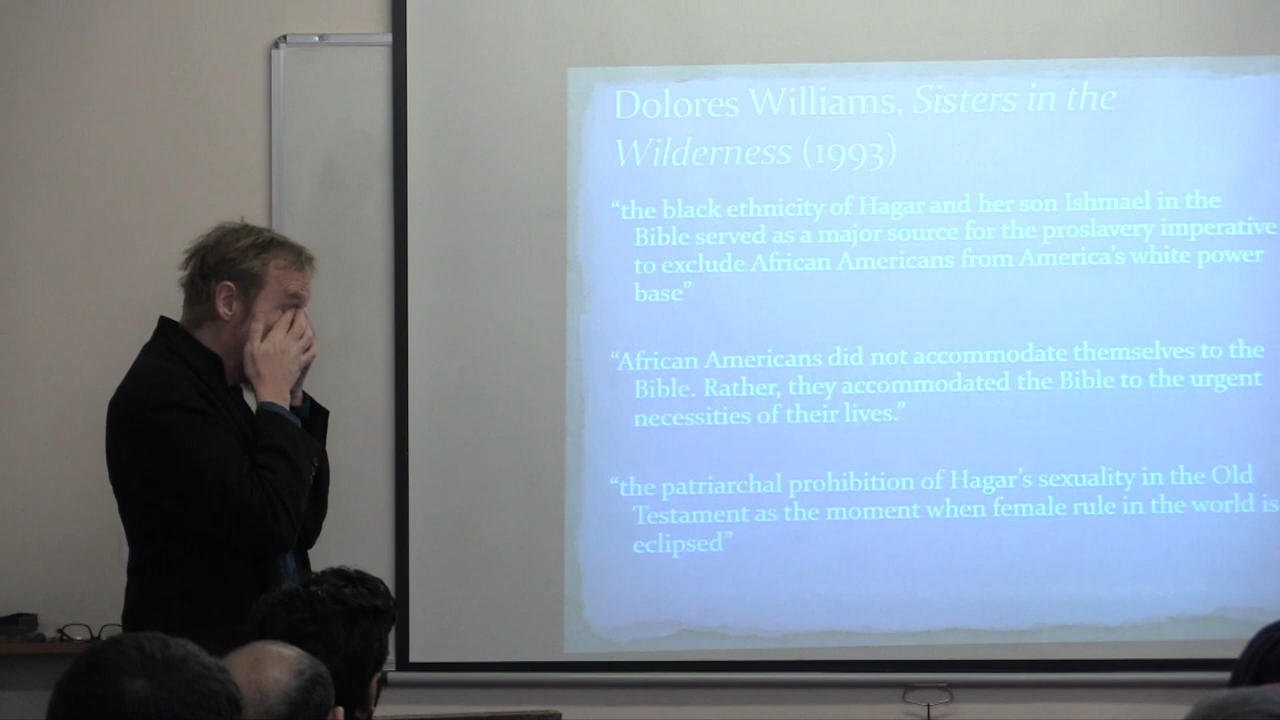 Dolores Williams, Sisters in the
Wilderness (1993)
“the black ethnicity of Hagar and her son Ishmael in the
Bible served as a major source for the proslavery imperative
to exclude African Americans from America's white power
base”
“African Americans did not accommodate themselves to the
Bible. Rather, they accommodated the Bible to the urgent
necessities of their lives.”
“the patriarchal prohibition of Hagar's sexuality in the Old
Testament as the moment when female rule in the world is
eclipsed”